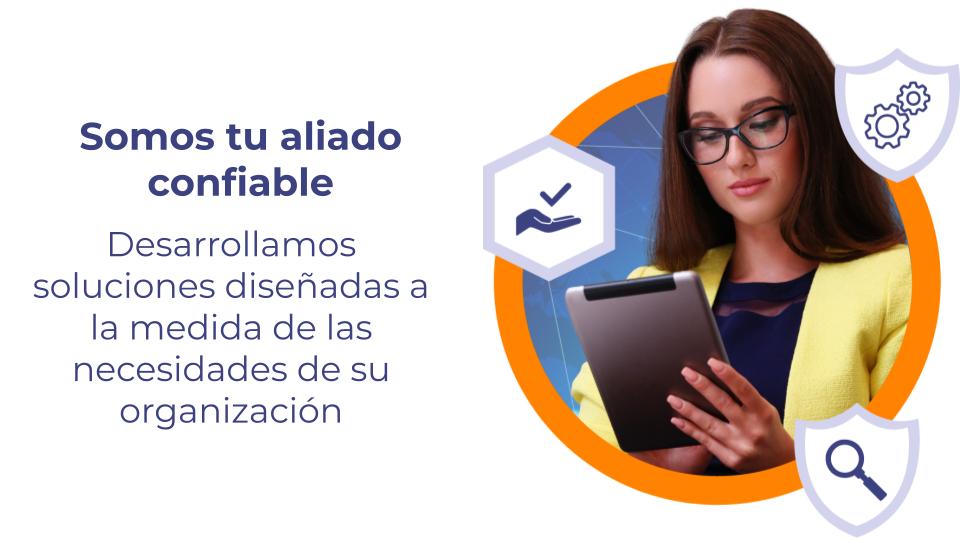 Somos tu aliado
confiable
Desarrollamos
soluciones diseñadas a
la medida de las
necesidades de su
organización